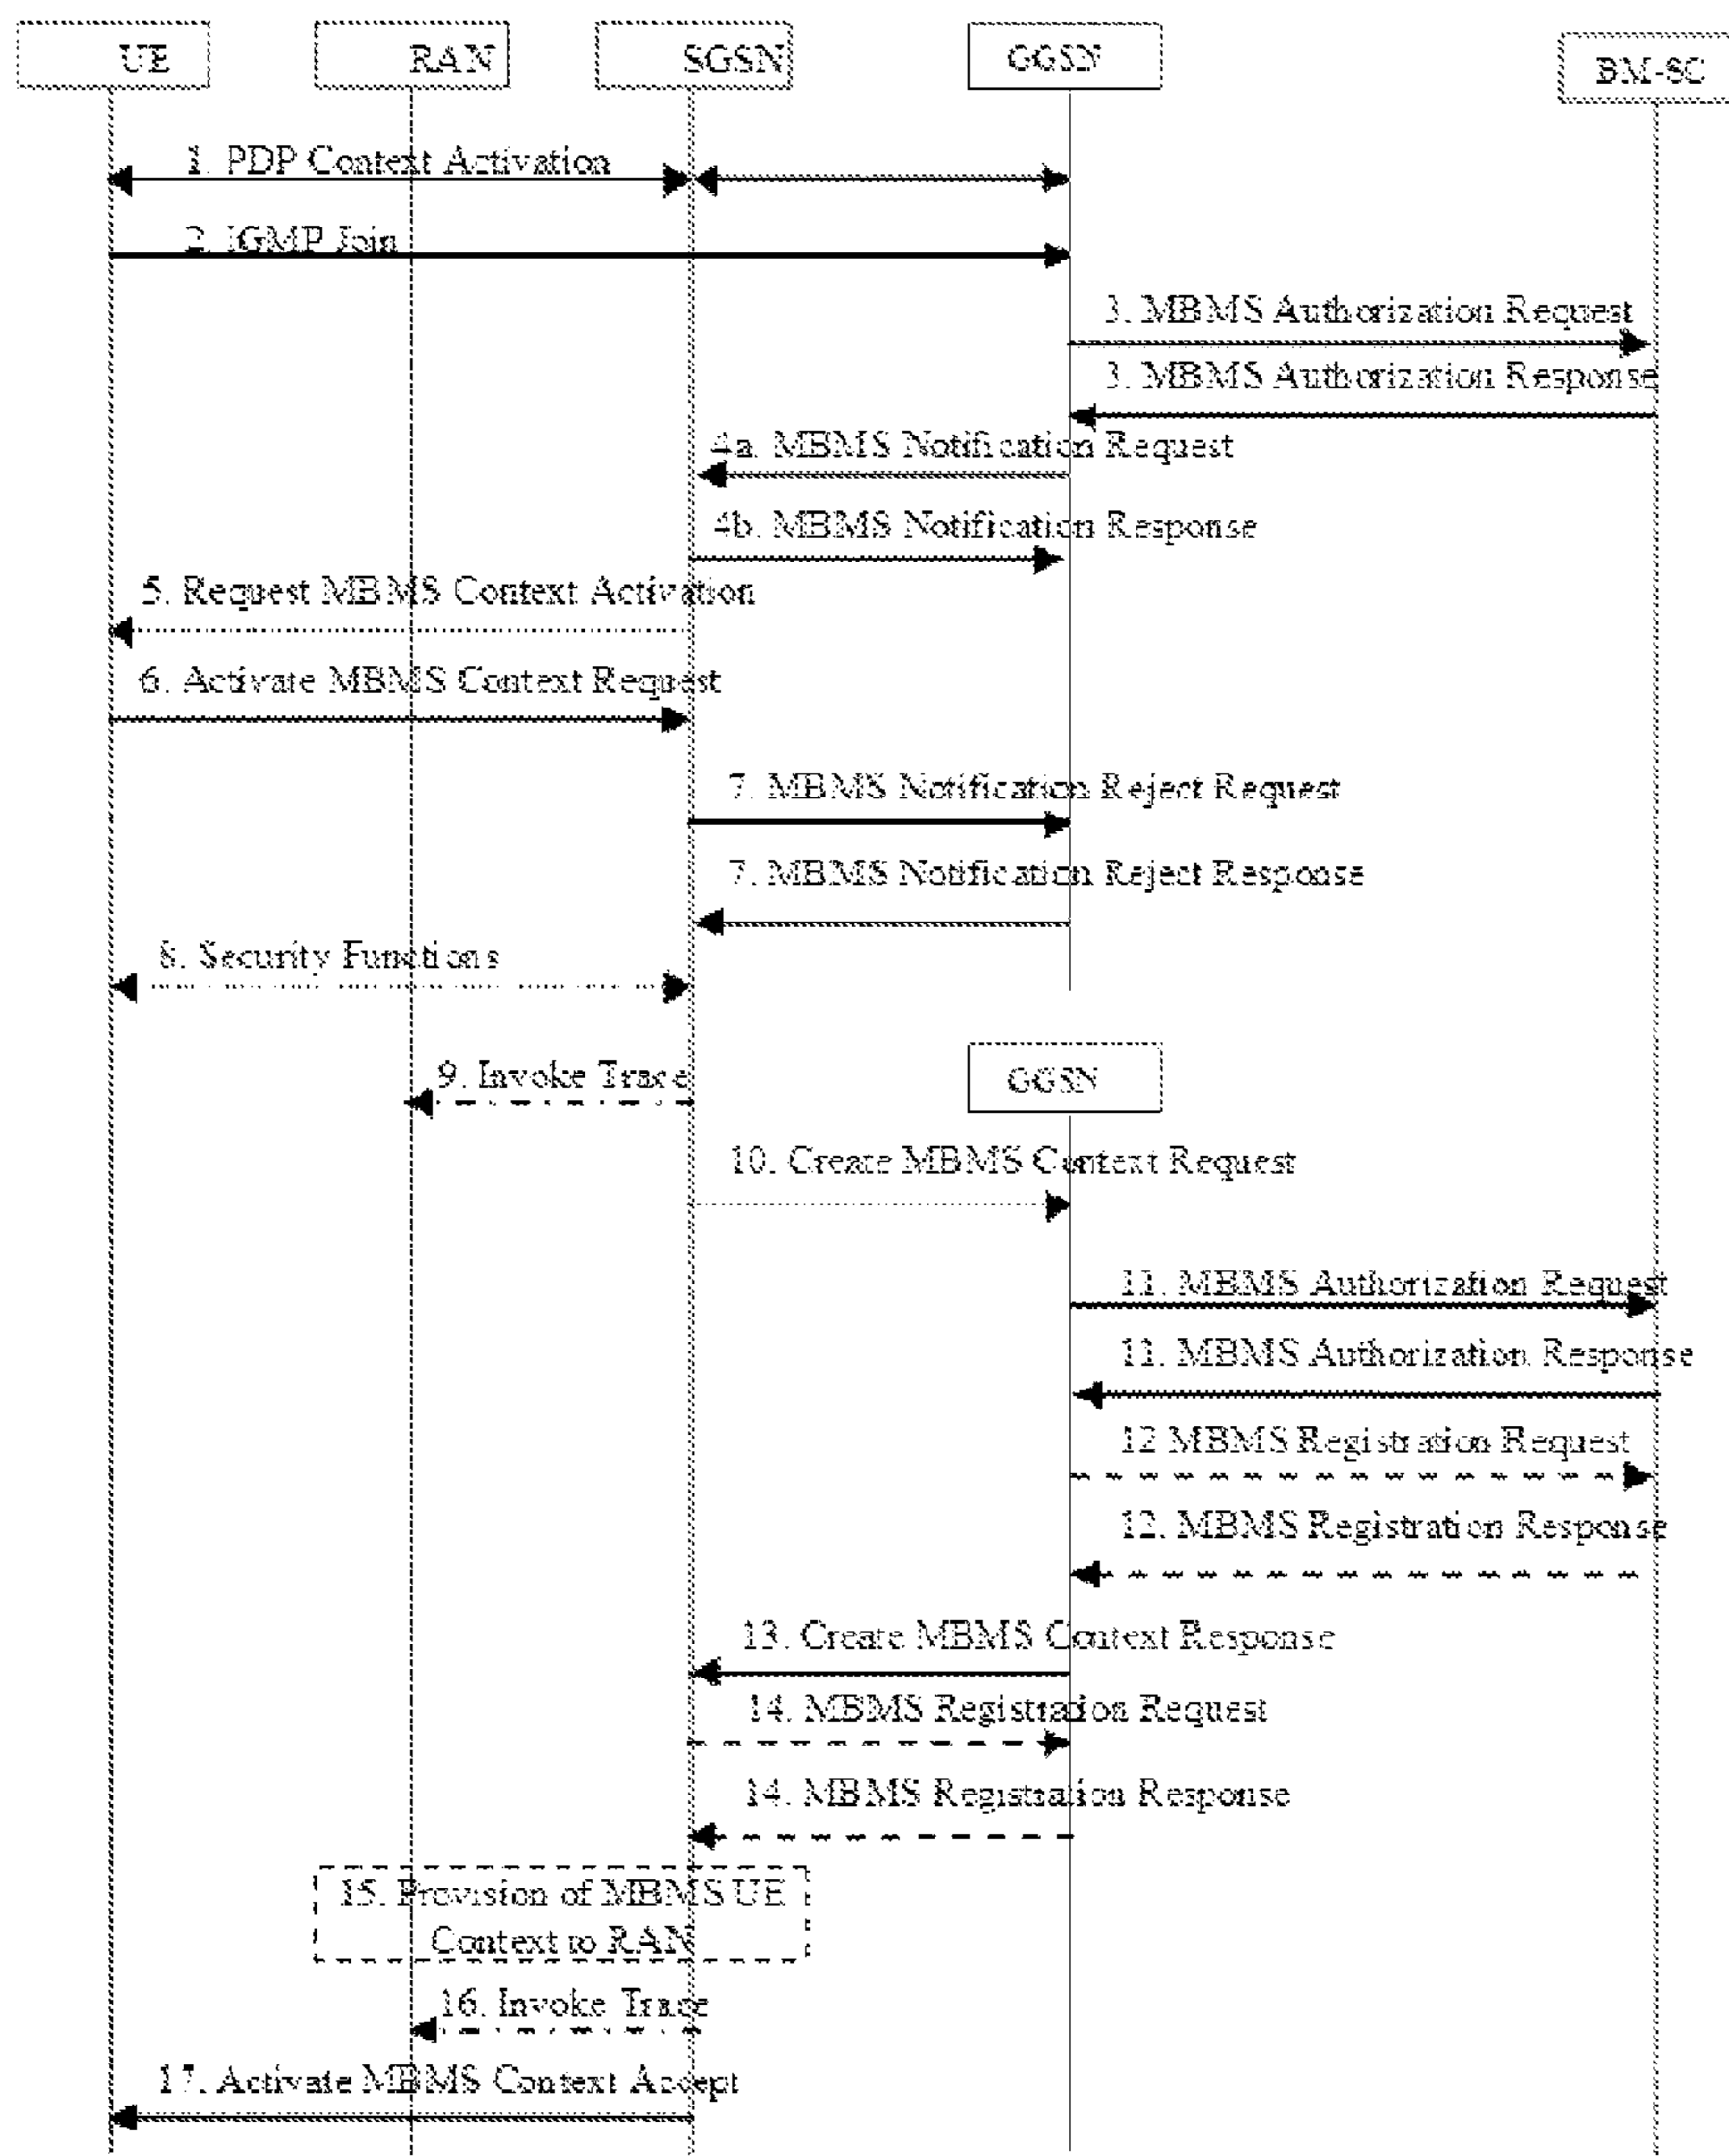 UE
RAN
SGSN
GGSN
BM-SC
1. PDP Context Activation
2. IGMP Join
3. MBMS Authorization Request
3. MBMS Authorization Response
4a. MBMS Notification Request
4b. MBMS Notification Response
5. Request MBMS Context Activation
6. Activate MBMS Context Request
7. MBMS Notification Reject Request
7. MBMS Notification Reject Response
8. Security Functions
9. Invoke Trace
GGSN
10. Create MBMS Context Request
11. MBMS Authorization Request
11. MBMS Authorization Response
12 MBMS Registration Request
12. MBMS Registration Response
13. Create MBMS Context Response
14. MBMS Registration Request
14. MBMS Registration Response
15. Provision of MBMS UE
Context to RAN
16. Invoke Trace
17. Activate MBMS Context Accept